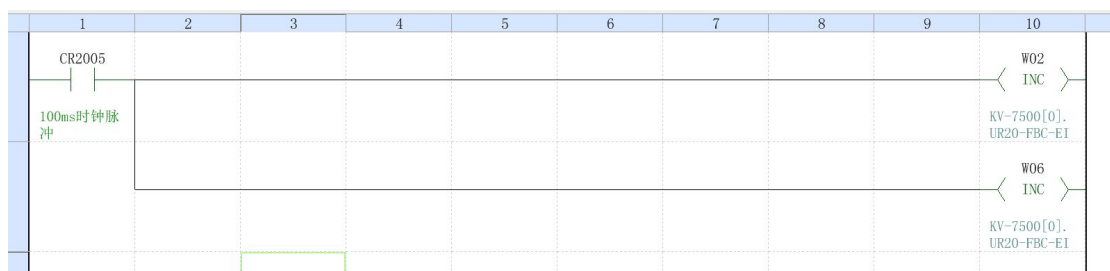 1 2 3 4 5 6 7 8 9 10
CR2005
W02
INC
100ms时钟脉
冲
KV-7500[0].
UR20-FBC-EI
W06
INC
KV-7500[0].
UR20-FBC-EI